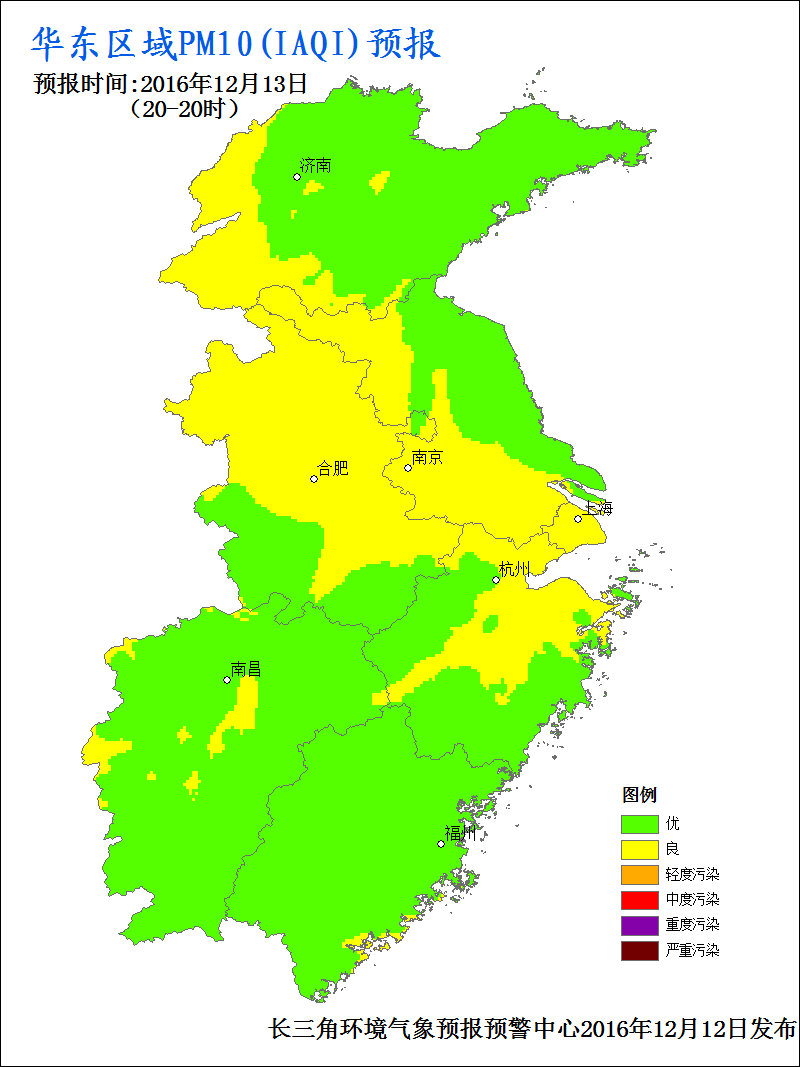 华东区域PM10(IAQI)预报
预报时间:2016年12月13日
(20-20时)
济南
南京
合肥
上海
杭州
南昌
福州
图例
优
良
轻度污染
中度污染
重度污染
严重污染
长三角环境气象预报预警中心2016年12月12日发布